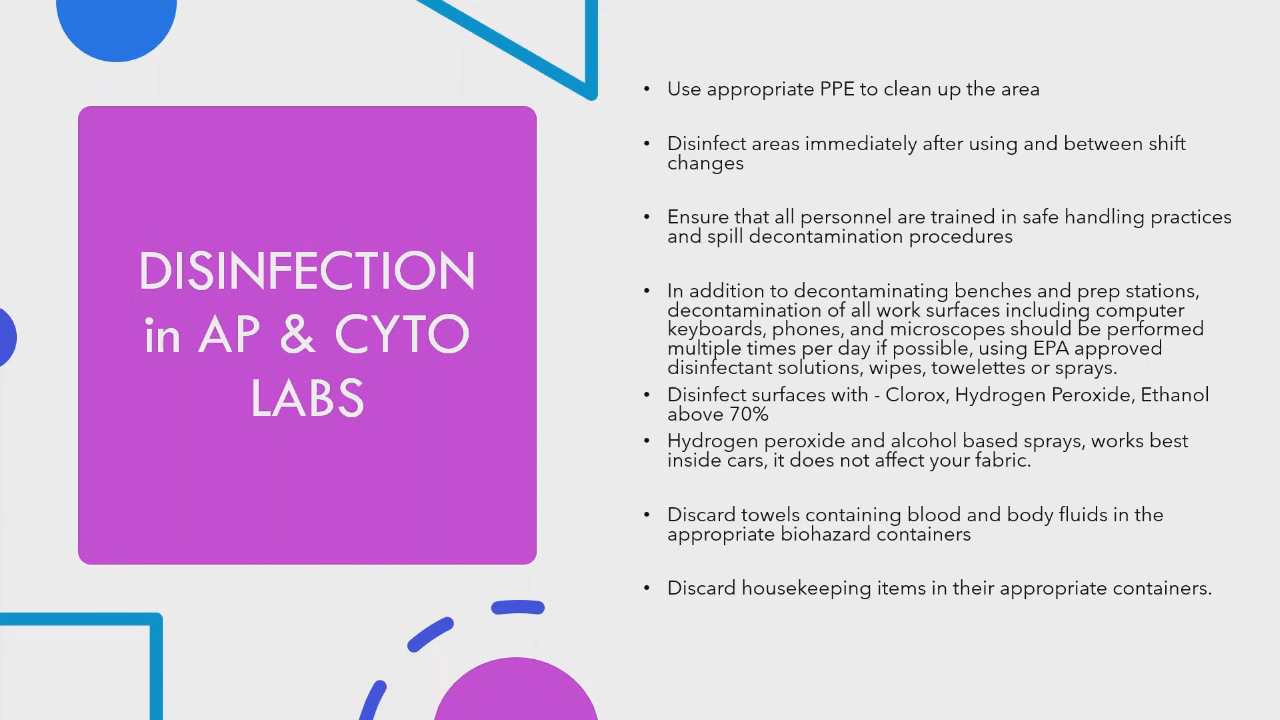 DISINFECTION
in AP & CYTO
LABS
• Use appropriate PPE to clean up the area
• Disinfect areas immediately after using and between shift
changes
• Ensure that all personnel are trained in safe handling practices
and spill decontamination procedures
• In addition to decontaminating benches and prep stations,
decontamination of all work surfaces including computer
keyboards, phones, and microscopes should be performed
multiple times per day if possible, using EPA approved
disinfectant solutions, wipes, towelettes or sprays.
• Disinfect surfaces with - Clorox, Hydrogen Peroxide, Ethanol
above 70%
• Hydrogen peroxide and alcohol based sprays, works best
inside cars, it does not affect your fabric.
• Discard towels containing blood and body fluids in the
appropriate biohazard containers
• Discard housekeeping items in their appropriate containers.